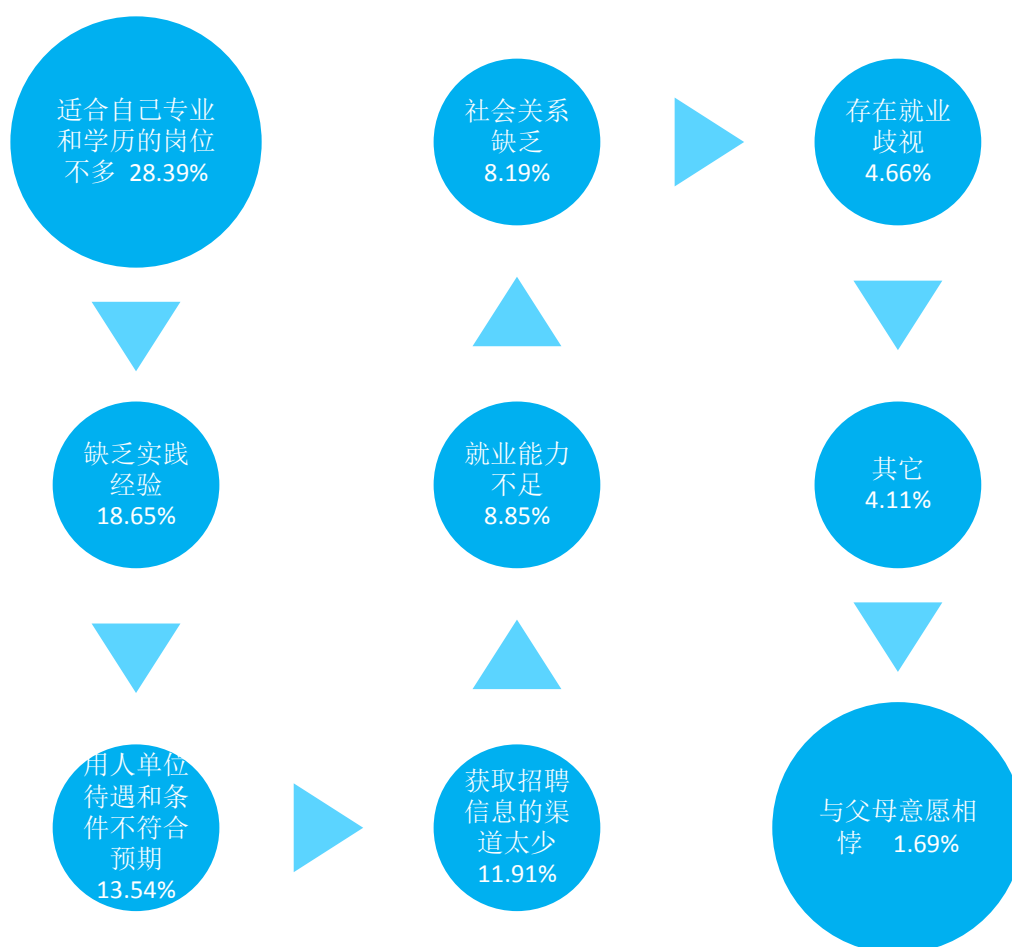 适合自己专业
和学历的岗位
不多 28.39%
缺乏实践
经验
18.65%
用人单位
待遇和条
件不符合
预期
13.54%
获取招聘
信息的渠
道太少
11.91%
就业能力
不足
8.85%
社会关系
缺乏
8.19%
存在就业
歧视
4.66%
其它
4.11%
与父母意愿相
悖 1.69%